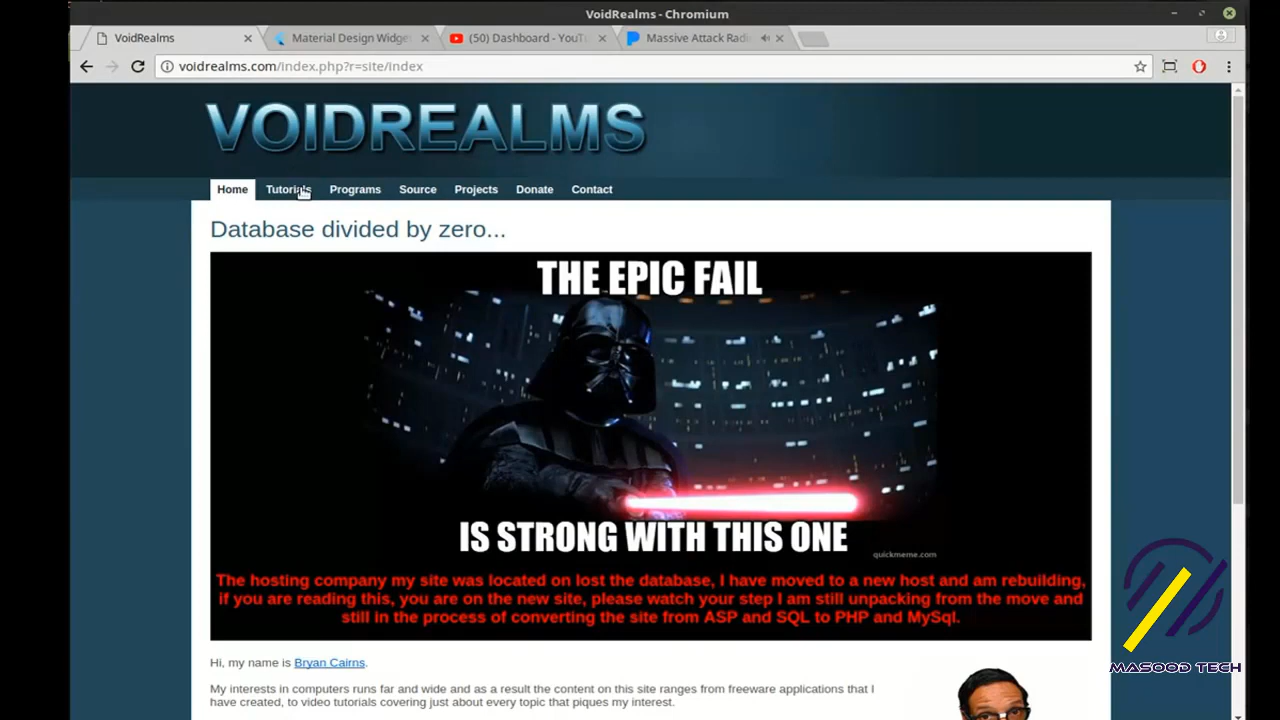 VoidRealms - Chromium
VoidRealms
Material Design Widge
(50) Dashboard - YouTu
Massive Attack Radi
voidrealms.com/index.php?r=site/index
VOIDREALMS
Home Tutorials Programs Source Projects Donate Contact
Database divided by zero...
THE EPIC FAIL
IS STRONG WITH THIS ONE
quickmeme.com
The hosting company my site was located on lost the database, I have moved to a new host and am rebuilding,
if you are reading this, you are on the new site, please watch your step I am still unpacking from the move and
still in the process of converting the site from ASP and SQL to PHP and MySql.
Hi, my name is Bryan Cairns.
My interests in computers runs far and wide and as a result the content on this site ranges from freeware applications that I
have created, to video tutorials covering just about every topic that piques my interest.
MASOOD TECH